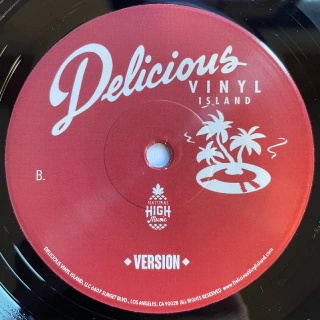 Delicious
VINYL
ISLAND
B.
NATURAL
HIGH
Music
VERSION
DELICIOUS VINYL ISLAND, LLC 6607 SUNSET BLVD., LOS ANGELES, CA 90028 ALL RIGHTS RESERVED www.DeliciousVinylIsland.com